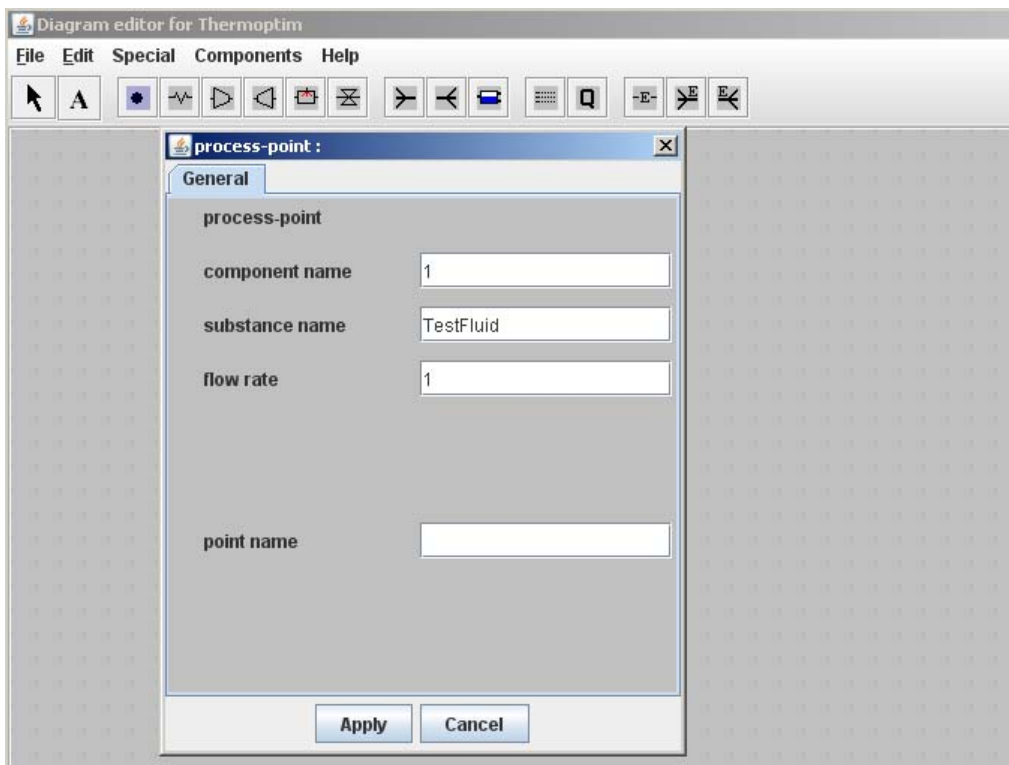 Diagram editor for Thermoptim
File Edit Special Components Help
A Q -E- E E
process-point :
General
process-point
component name 1
substance name TestFluid
flow rate 1
point name
Apply Cancel